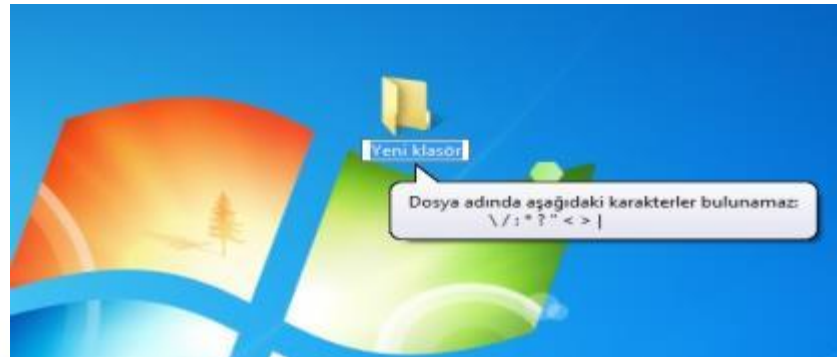 Yeni klasör
Dosya adında aşağıdaki karakterler bulunamaz:
\ / : * ? " < > |